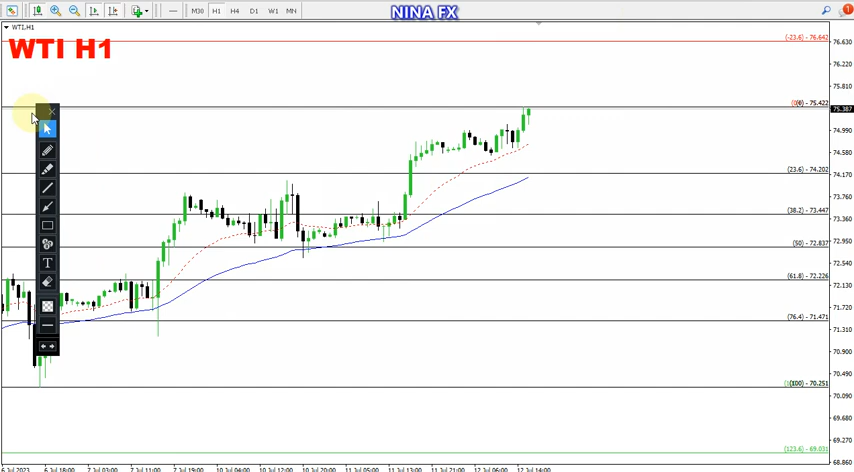 M30 H1 H4 D1 W1 MN
NINA FX
WTI,H1
WTI H1
(-23.6) - 76.642
76.630
76.220
75.810
(0) - 75.422
75.387
74.990
74.580
(23.6) - 74.202
74.170
73.760
(38.2) - 73.447
73.360
72.950
(50) - 72.837
72.540
(61.8) - 72.226
72.130
71.720
(76.4) - 71.471
71.310
70.900
70.490
(100) - 70.251
70.090
69.680
69.270
(123.6) - 69.031
68.860
T
6 Jul 2023 6 Jul 18:00 7 Jul 03:00 7 Jul 11:00 7 Jul 19:00 10 Jul 04:00 10 Jul 12:00 10 Jul 20:00 11 Jul 05:00 11 Jul 13:00 11 Jul 21:00 12 Jul 06:00 12 Jul 14:00